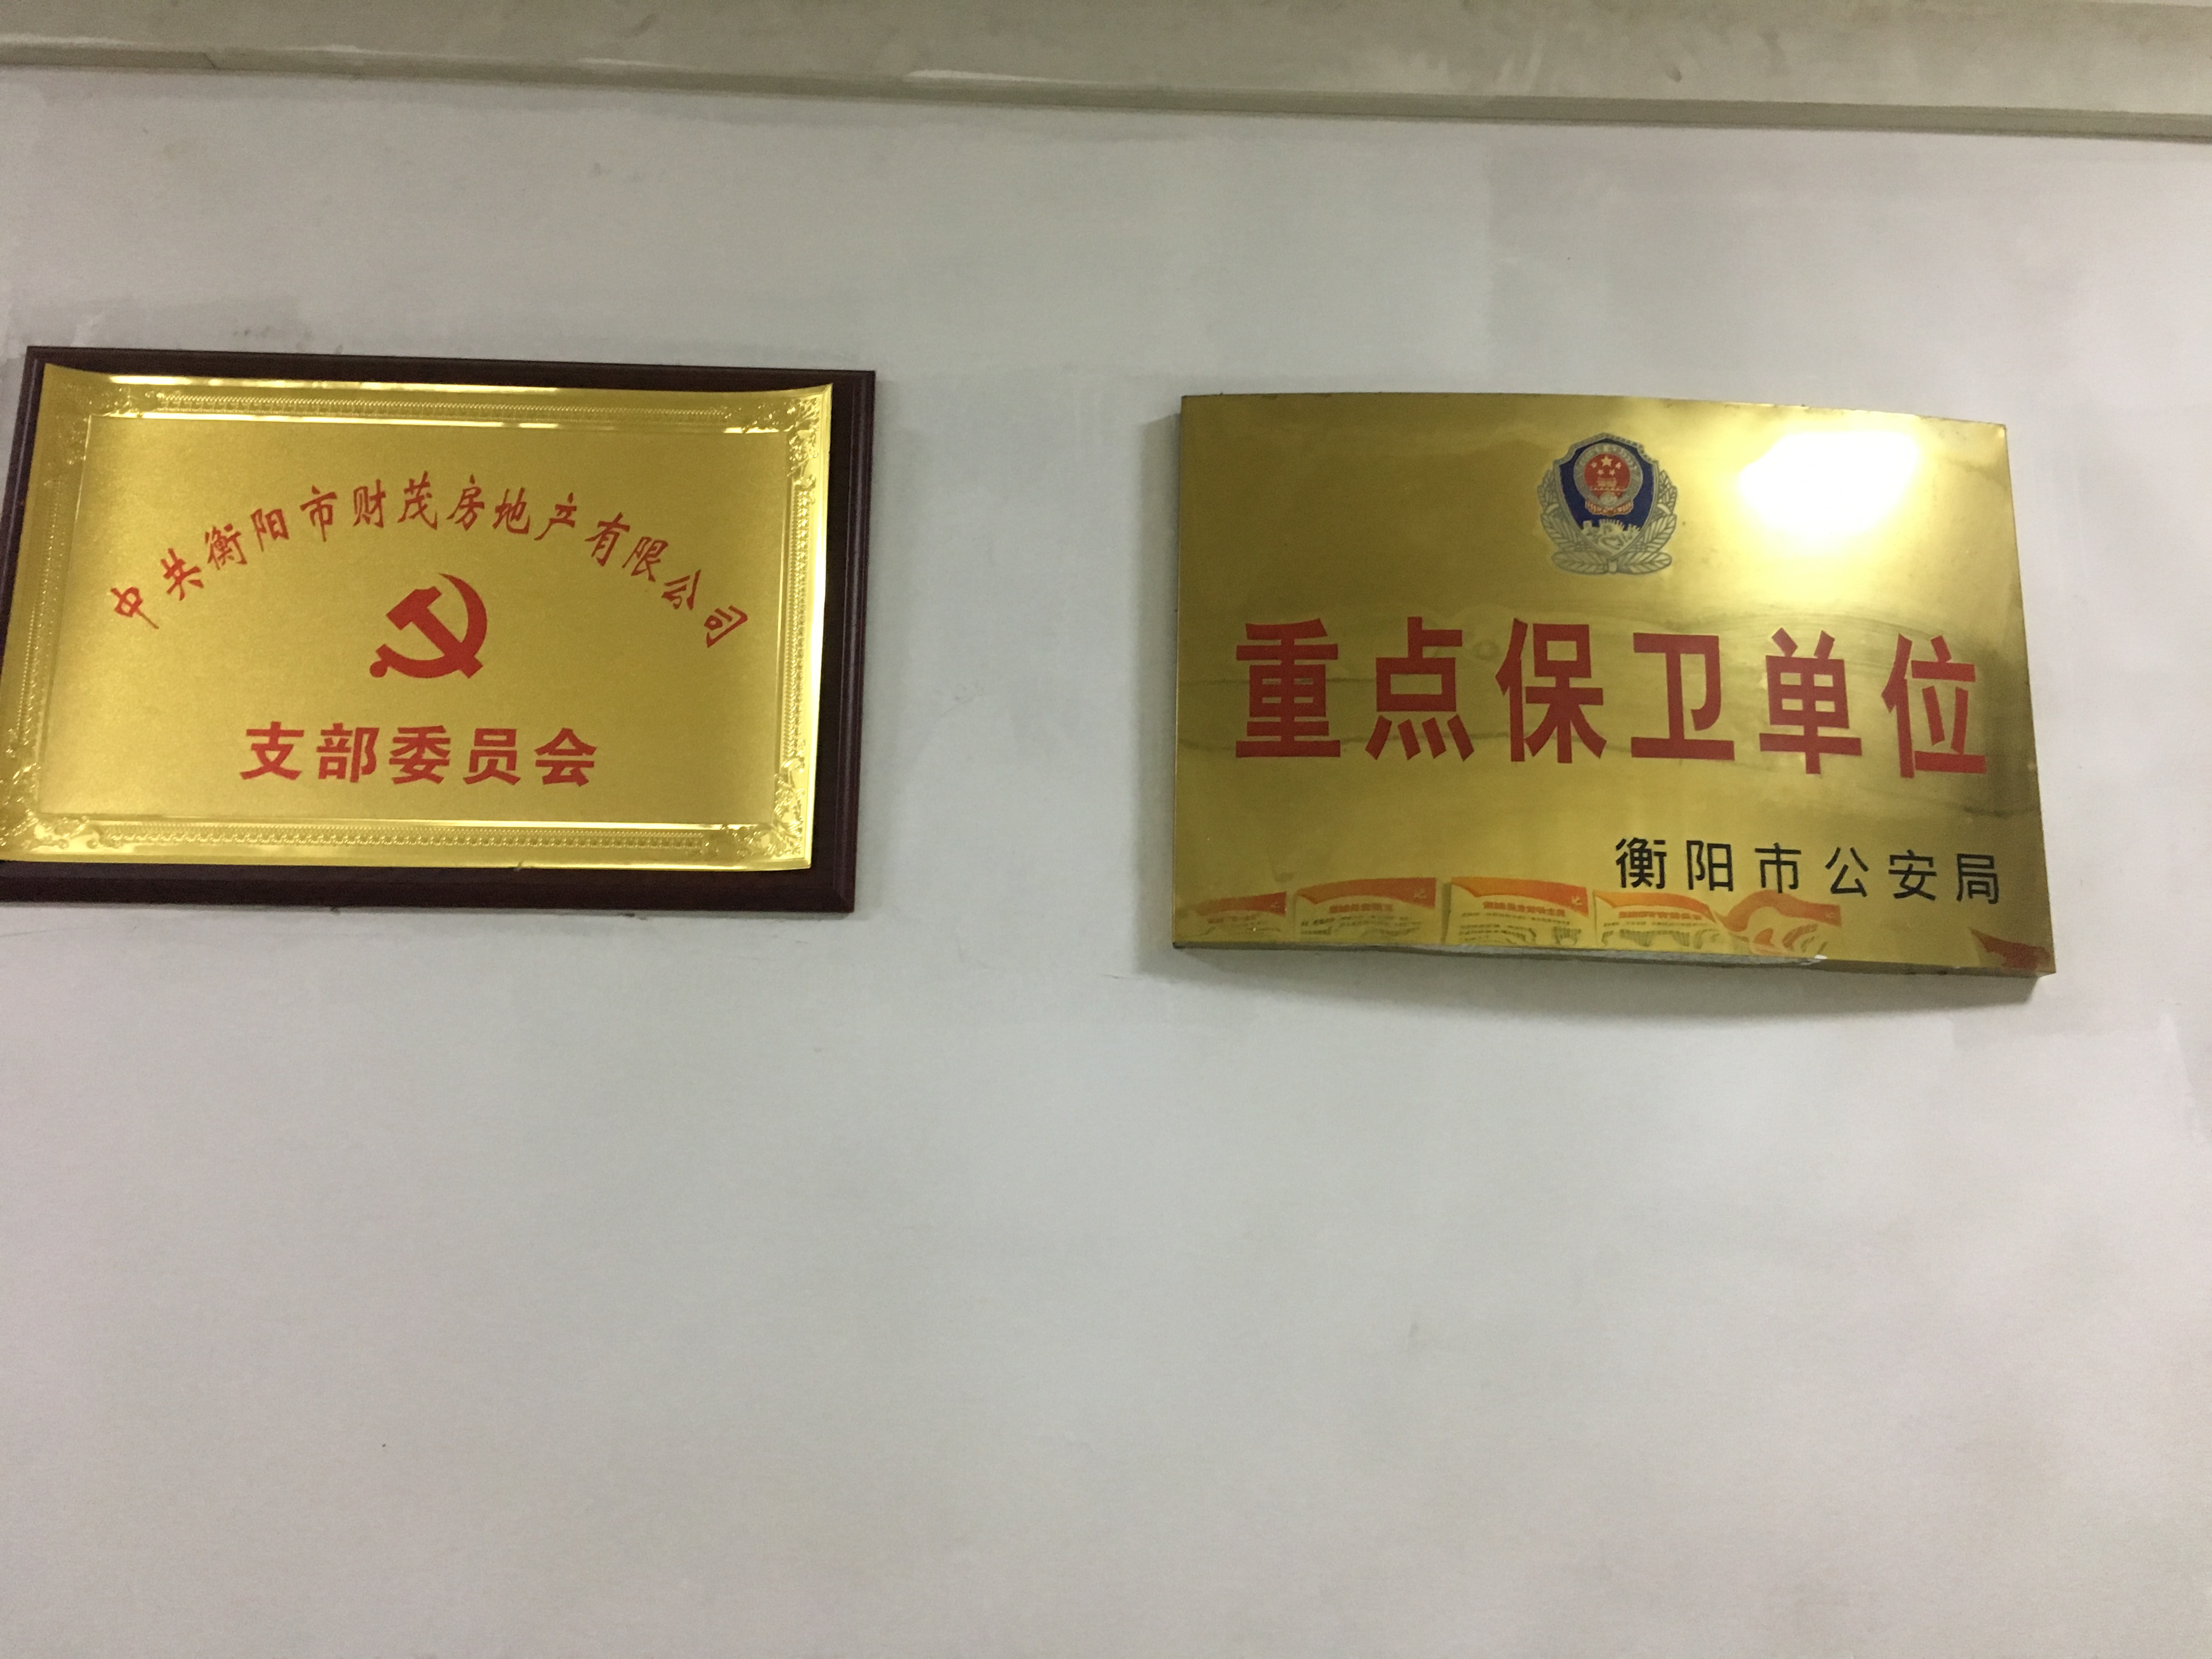 中共衡阳市财茂房地产有限公司
支部委员会
重点保卫单位
衡阳市公安局